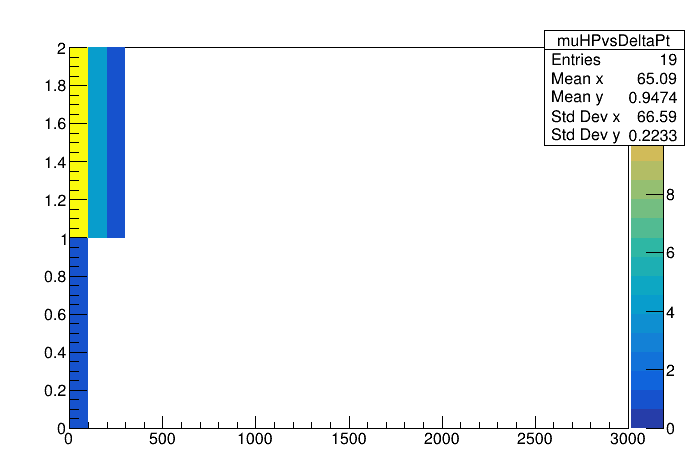 muHPvsDeltaPt
Entries 19
Mean x 65.09
Mean y 0.9474
Std Dev x 66.59
Std Dev y 0.2233
2
1.8
1.6
1.4
1.2
1
0.8
0.6
0.4
0.2
0
0 500 1000 1500 2000 2500 3000
8
6
4
2
0